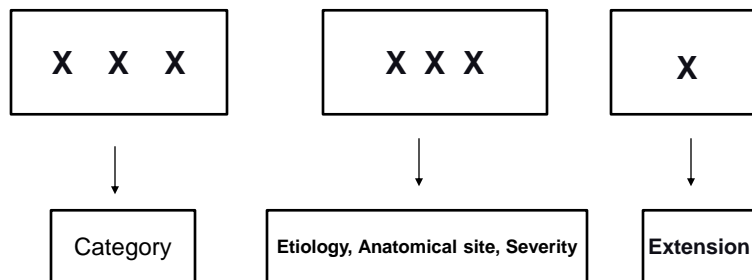 X X X X X X X
Category Etiology, Anatomical site, Severity Extension